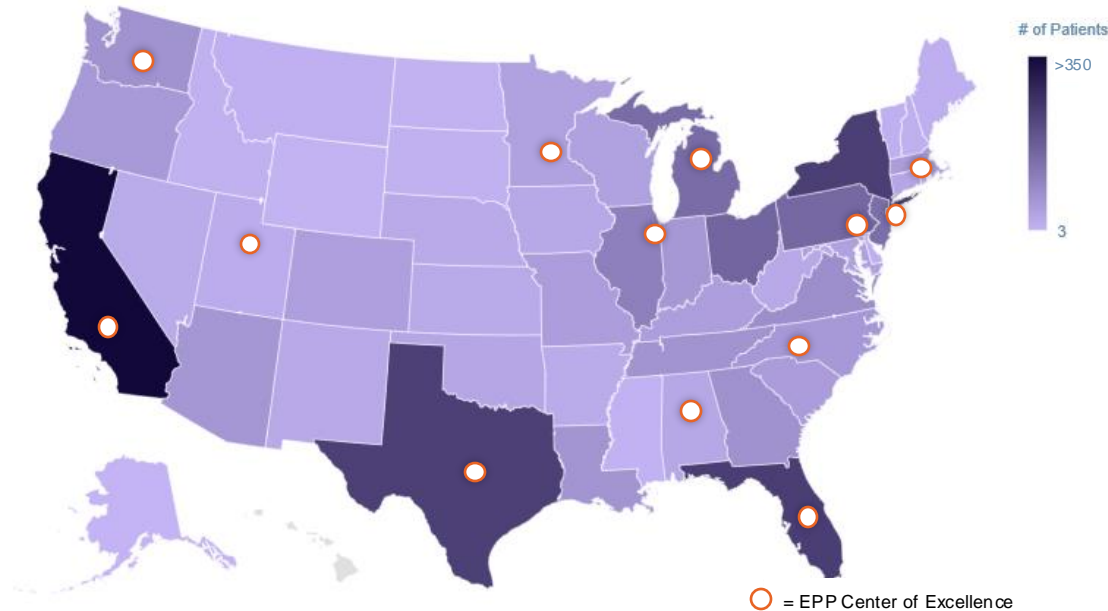 # of Patients
>350
3
= EPP Center of Excellence